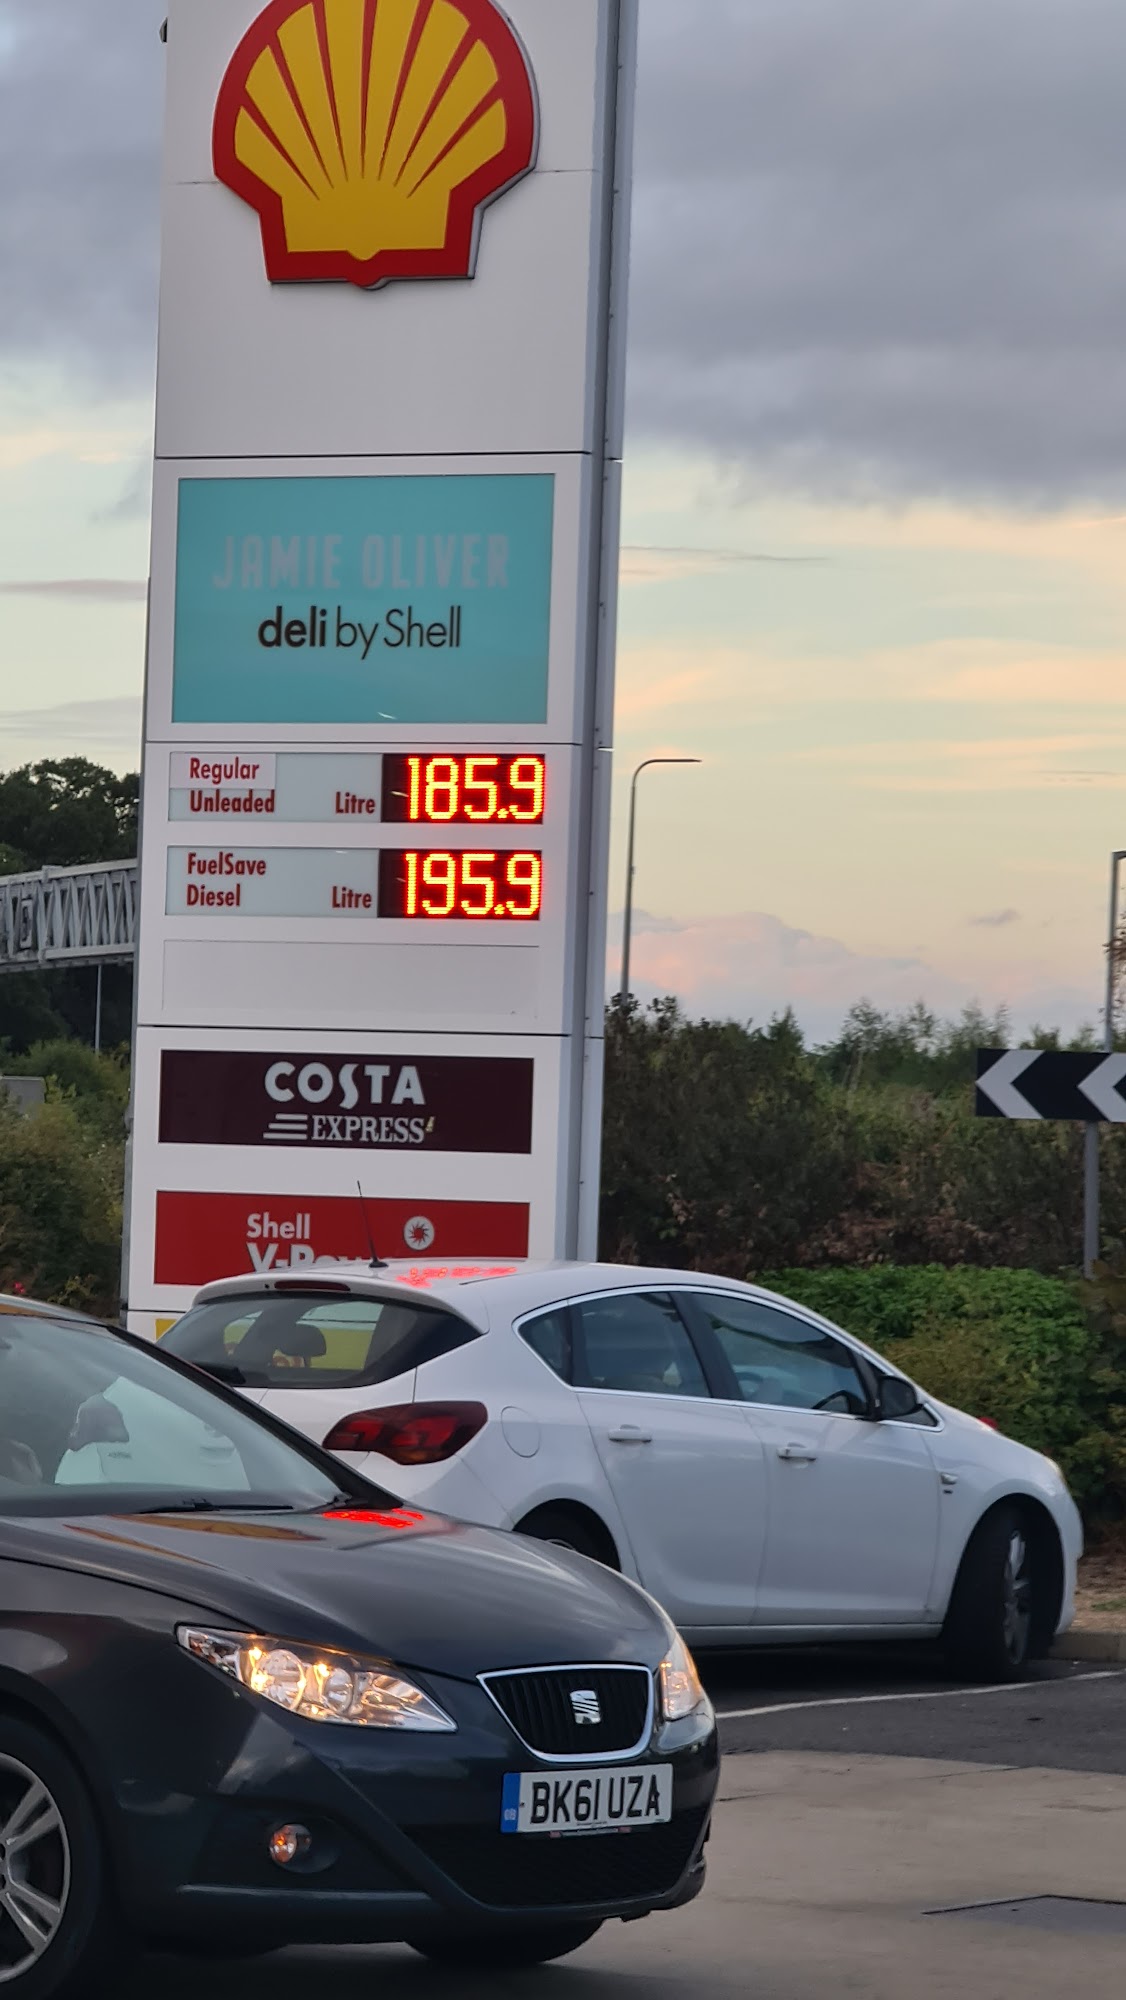 JAMIE OLIVER
deli by Shell
Regular
Unleaded Litre 185.9
FuelSave
Diesel Litre 195.9
COSTA
EXPRESS
Shell
V-Power
BK61 UZA